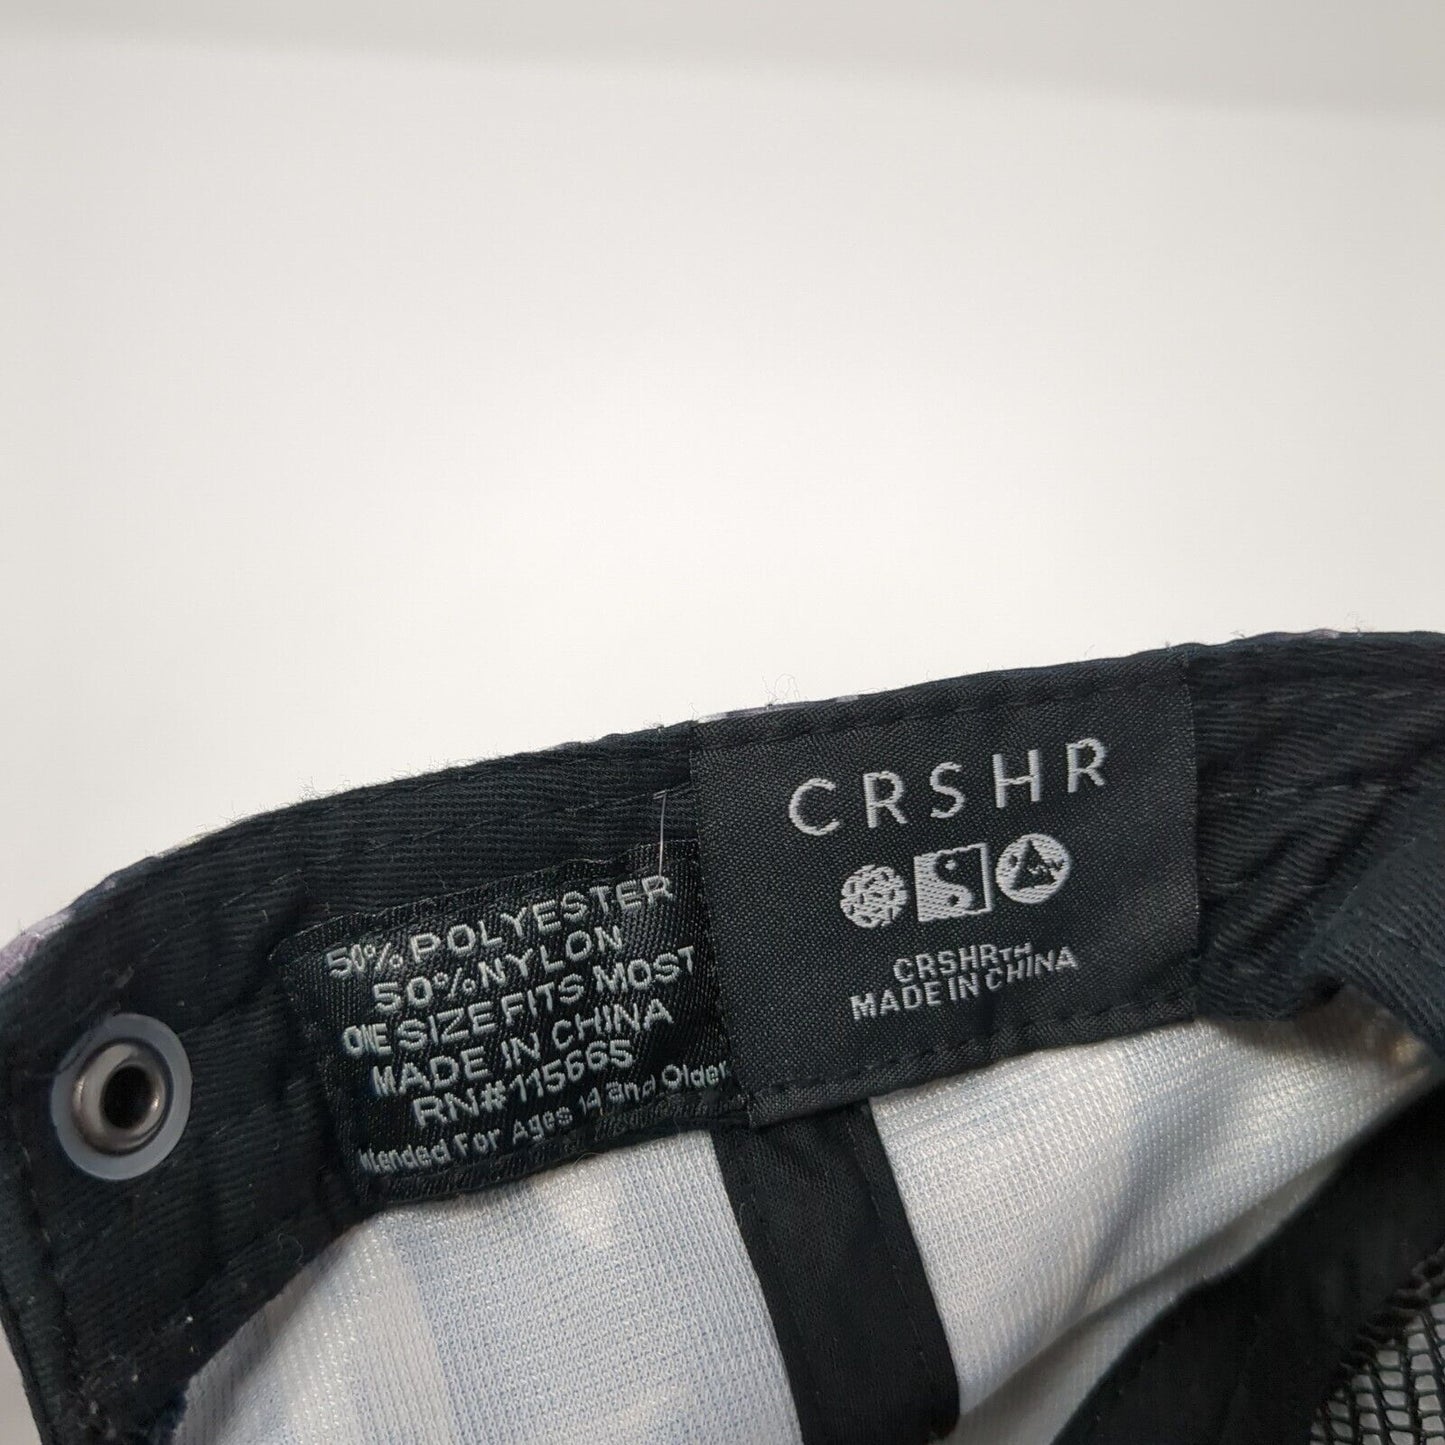 50% POLYESTER
50% NYLON
ONE SIZE FITS MOST
MADE IN CHINA
RN# 115665
Intended For Ages 14 and Older
CRSHR
CRSHRTM
MADE IN CHINA